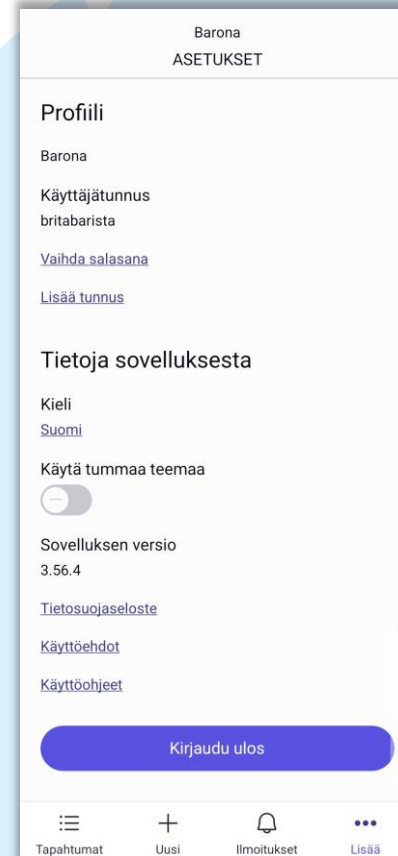 Barona
ASETUKSET
Profiili
Barona
Käyttäjätunnus
britabarista
Vaihda salasana
Lisää tunnus
Tietoja sovelluksesta
Kieli
Suomi
Käytä tummaa teemaa
Sovelluksen versio
3.56.4
Tietosuojaseloste
Käyttöehdot
Käyttöohjeet
Kirjaudu ulos
Tapahtumat Uusi Ilmoitukset Lisää